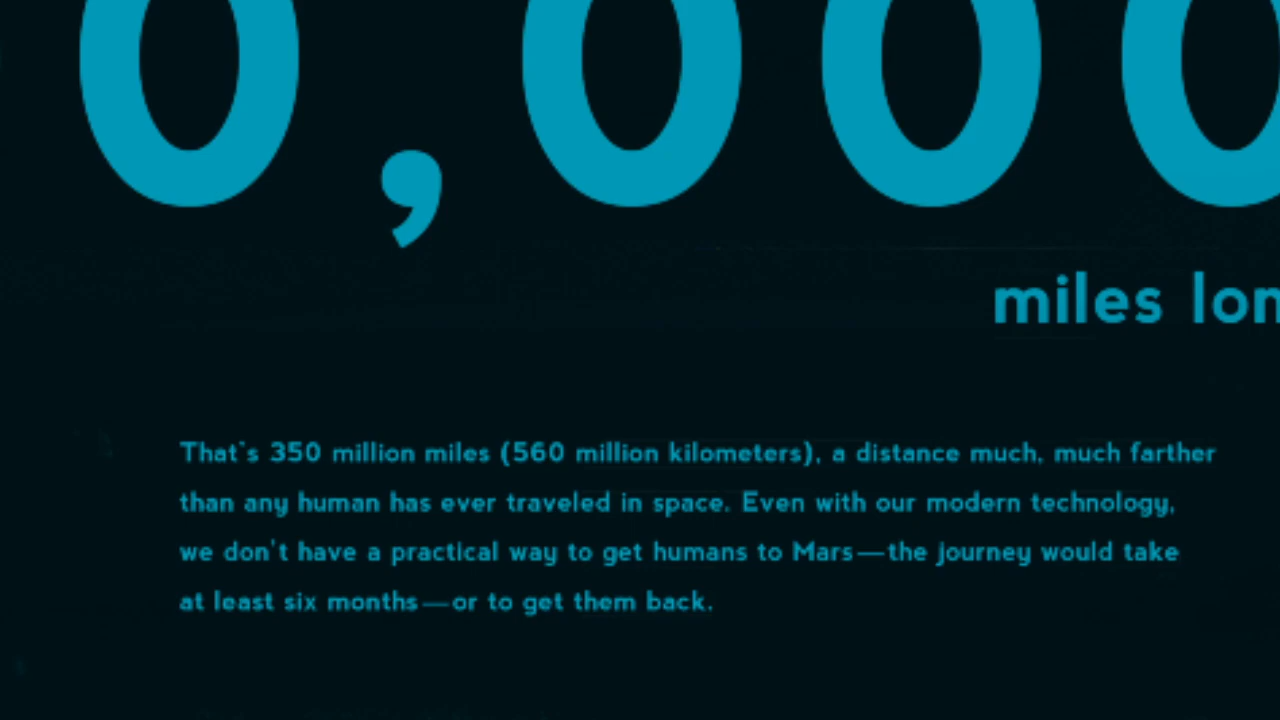 0,000
miles lon
That's 350 million miles (560 million kilometers), a distance much, much farther
than any human has ever traveled in space. Even with our modern technology,
we don't have a practical way to get humans to Mars—the journey would take
at least six months—or to get them back.